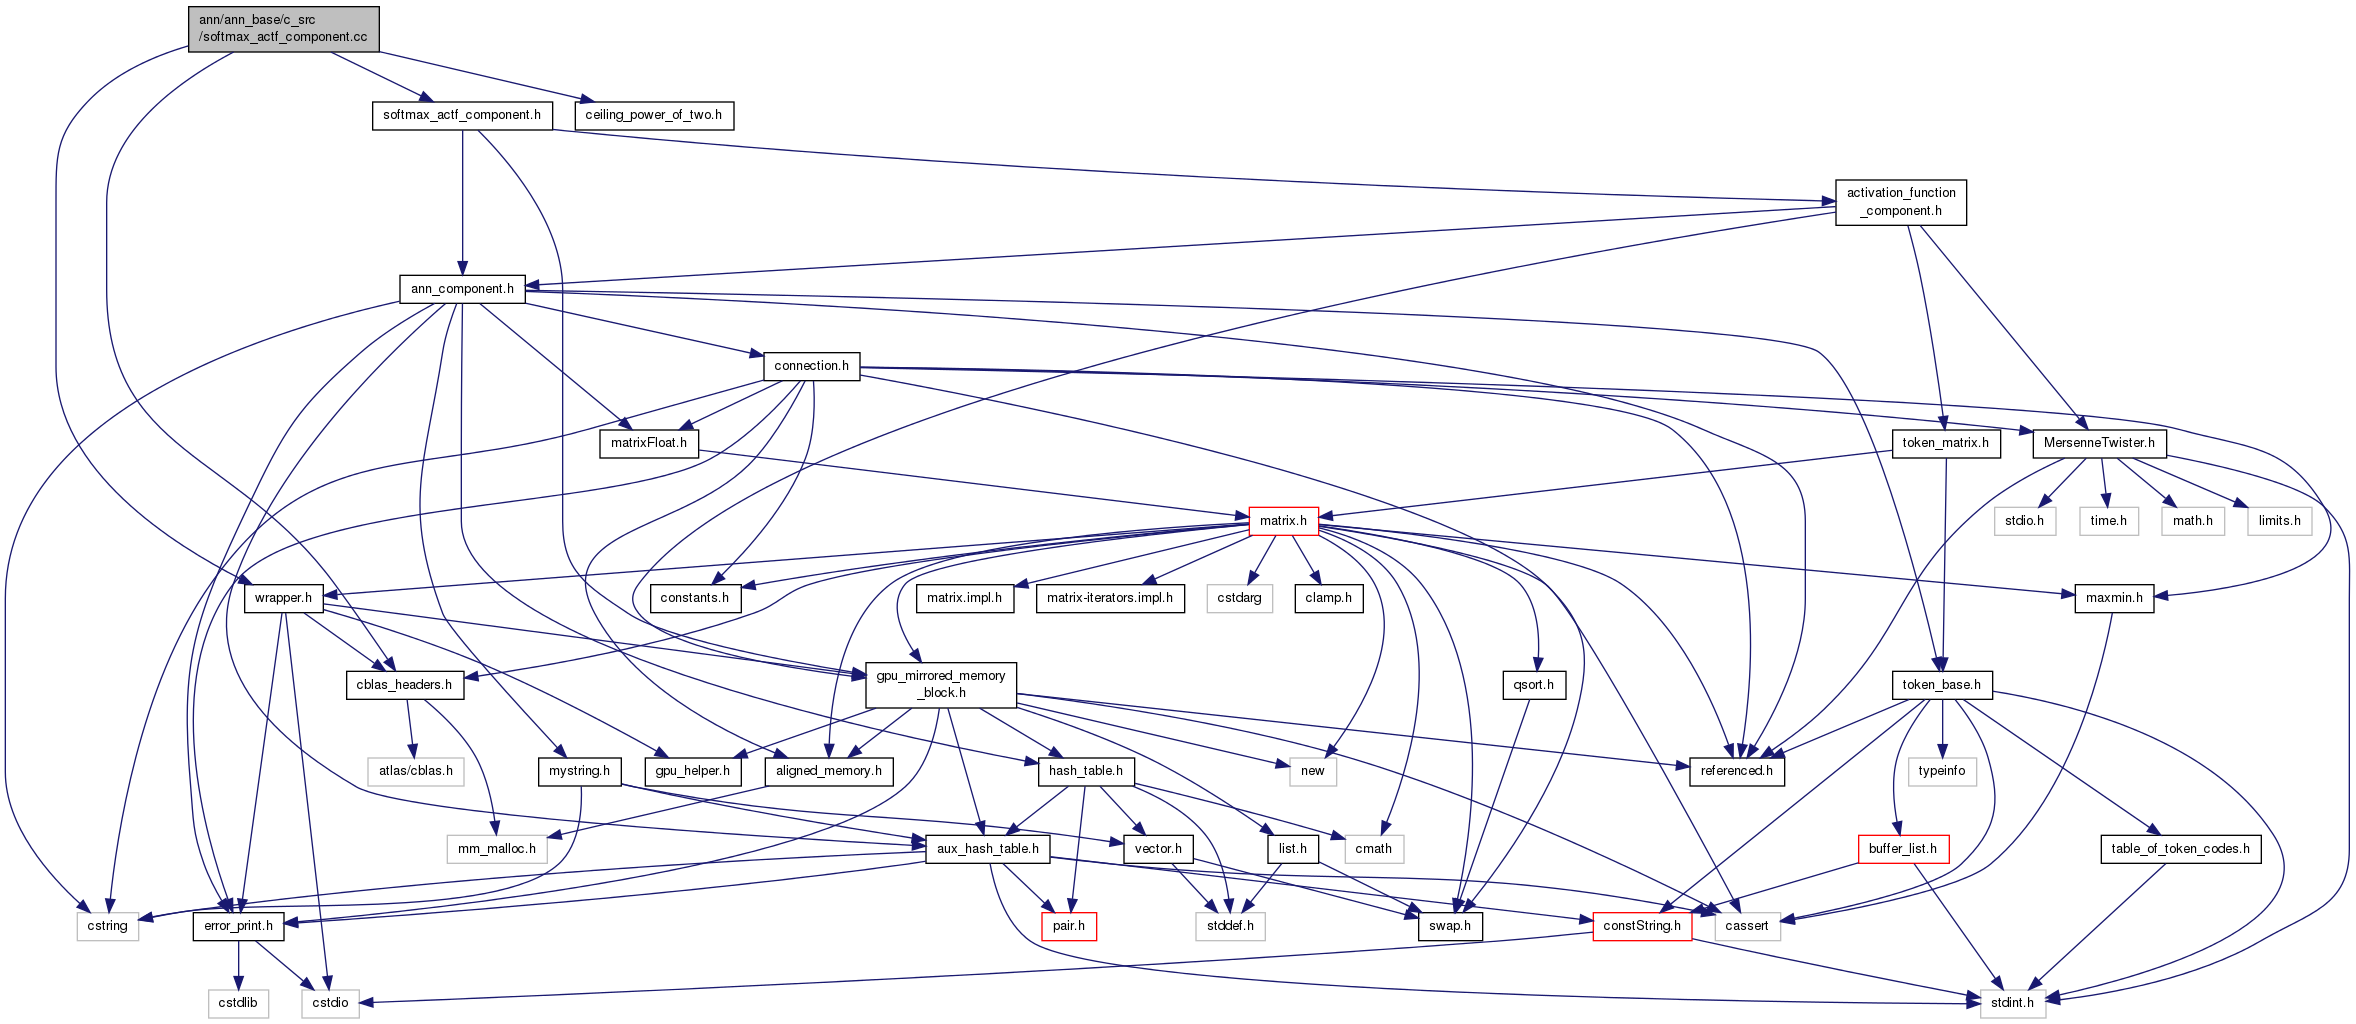 ann/ann_base/c_src
/softmax_actf_component.cc
softmax_actf_component.h
ceiling_power_of_two.h
activation_function
_component.h
ann_component.h
connection.h
matrixFloat.h
token_matrix.h
MersenneTwister.h
matrix.h
stdio.h
time.h
math.h
limits.h
wrapper.h
constants.h
matrix.impl.h
matrix-iterators.impl.h
cstdarg
clamp.h
maxmin.h
cblas_headers.h
gpu_mirrored_memory
_block.h
qsort.h
token_base.h
atlas/cblas.h
mystring.h
gpu_helper.h
aligned_memory.h
hash_table.h
new
referenced.h
typeinfo
mm_malloc.h
aux_hash_table.h
vector.h
list.h
cmath
buffer_list.h
table_of_token_codes.h
cstring
error_print.h
pair.h
stddef.h
swap.h
constString.h
cassert
cstdlib
cstdio
stdint.h